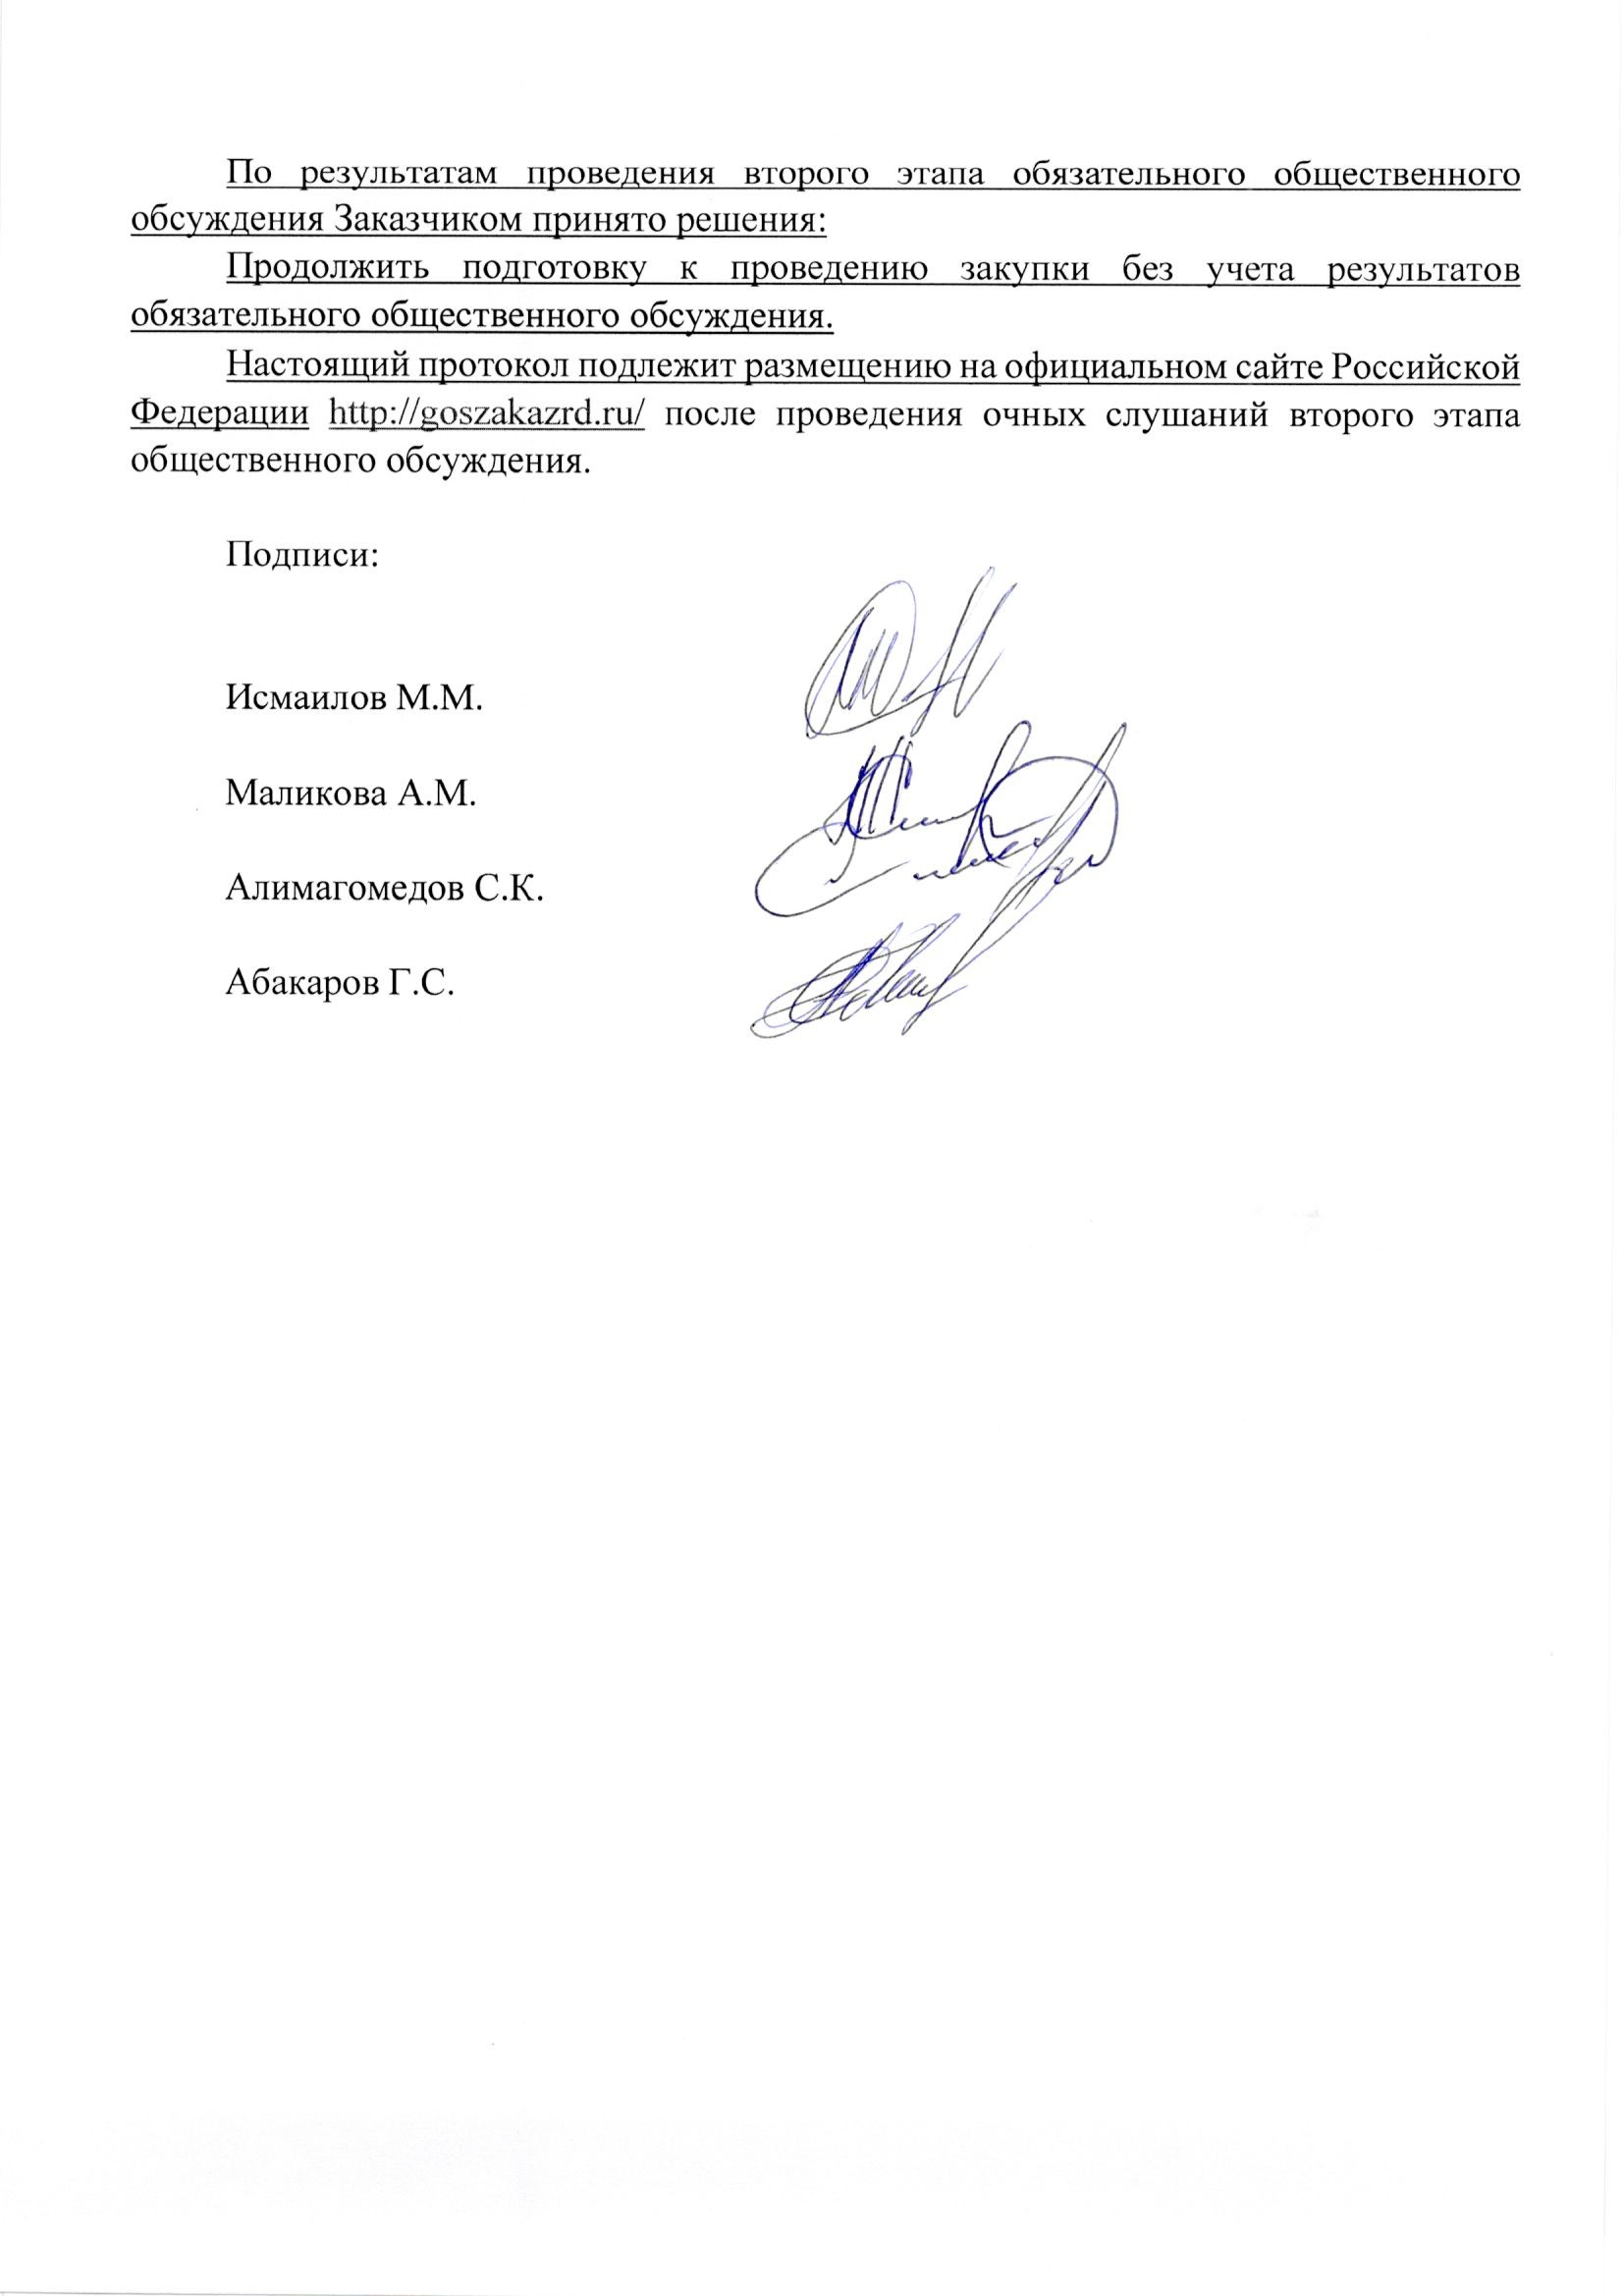 По результатам проведения второго этапа обязательного общественного
обсуждения Заказчиком принято решения:
Продолжить подготовку к проведению закупки без учета результатов
обязательного общественного обсуждения.
Настоящий протокол подлежит размещению на официальном сайте Российской
Федерации http://goszakazrd.ru/ после проведения очных слушаний второго этапа
общественного обсуждения.
Подписи:
Исмаилов М.М.
Маликова А.М.
Алимагомедов С.К.
Абакаров Г.С.